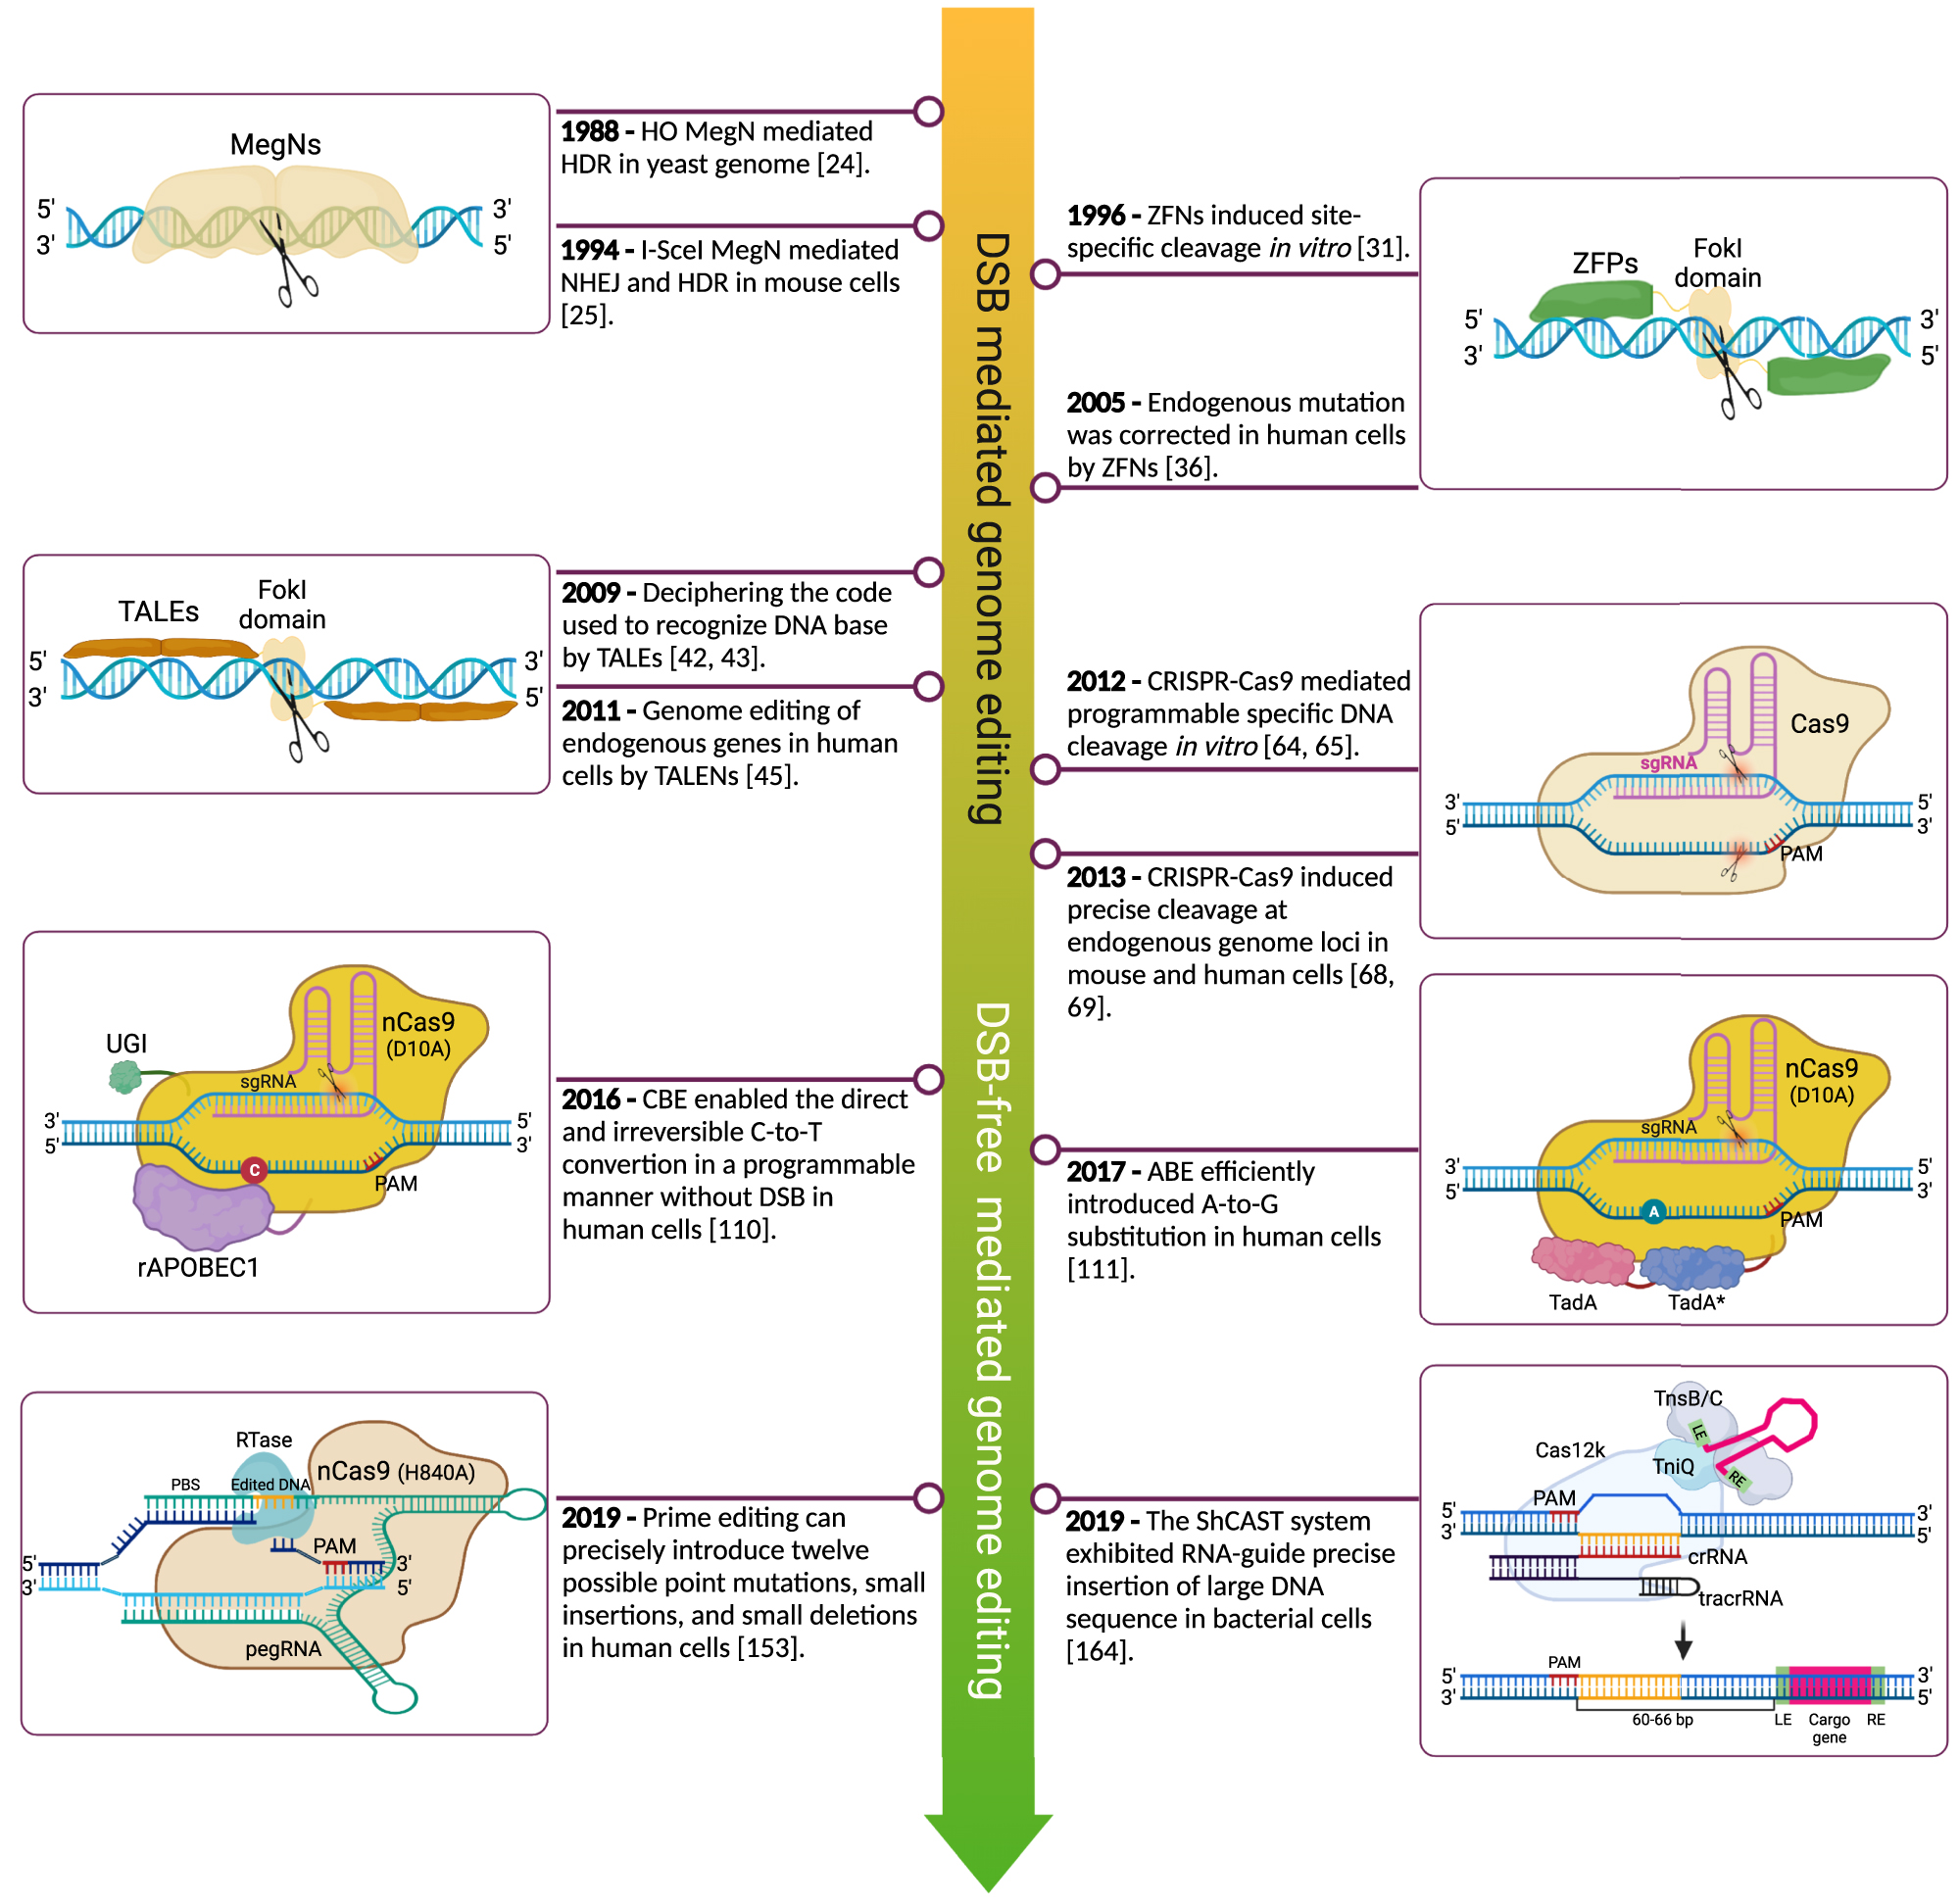 MegNs
5'
3'
3'
5'
1988 - HO MegN mediated
HDR in yeast genome [24].
1994 - I-SceI MegN mediated
NHEJ and HDR in mouse cells
[25].
1996 - ZFNs induced site-
specific cleavage in vitro [31].
2005 - Endogenous mutation
was corrected in human cells
by ZFNs [36].
ZFPs
FokI
domain
5'
3'
3'
5'
DSB mediated genome editing
TALEs
FokI
domain
5'
3'
3'
5'
2009 - Deciphering the code
used to recognize DNA base
by TALEs [42, 43].
2011 - Genome editing of
endogenous genes in human
cells by TALENs [45].
2012 - CRISPR-Cas9 mediated
programmable specific DNA
cleavage in vitro [64, 65].
2013 - CRISPR-Cas9 induced
precise cleavage at
endogenous genome loci in
mouse and human cells [68,
69].
Cas9
sgRNA
3'
5'
5'
3'
PAM
DSB-free mediated genome editing
UGI
nCas9
(D10A)
sgRNA
3'
5'
5'
3'
C
PAM
rAPOBEC1
2016 - CBE enabled the direct
and irreversible C-to-T
convertion in a programmable
manner without DSB in
human cells [110].
2017 - ABE efficiently
introduced A-to-G
substitution in human cells
[111].
nCas9
(D10A)
sgRNA
3'
5'
5'
3'
A
PAM
TadA
TadA*
RTase
nCas9 (H840A)
PBS
Edited DNA
PAM
5'
3'
3'
5'
pegRNA
2019 - Prime editing can
precisely introduce twelve
possible point mutations, small
insertions, and small deletions
in human cells [153].
2019 - The ShCAST system
exhibited RNA-guide precise
insertion of large DNA
sequence in bacterial cells
[164].
TnsB/C
LE
Cas12k
TniQ
RE
PAM
5'
3'
3'
5'
crRNA
tracrRNA
PAM
5'
3'
3'
5'
60-66 bp
LE
Cargo
gene
RE